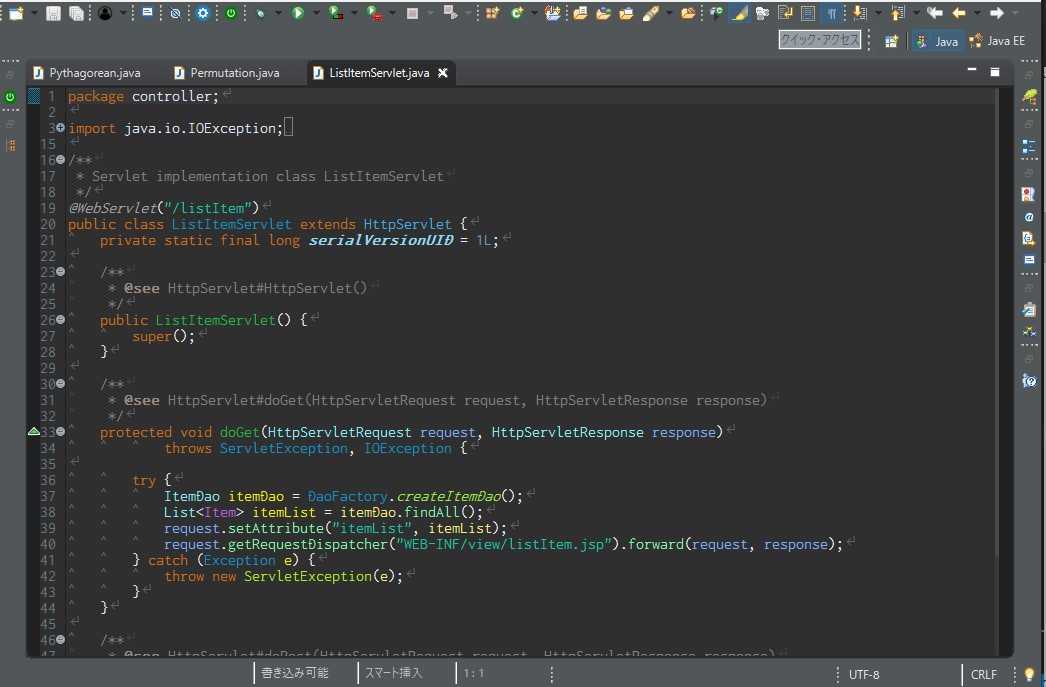 クイック・アクセス
Java
Java EE
Pythagorean.java
Permutation.java
ListItemServlet.java
1 package controller;
2
3 import java.io.IOException;
15
16 /**
17 * Servlet implementation class ListItemServlet
18 */
19 @WebServlet("/listItem")
20 public class ListItemServlet extends HttpServlet {
21 private static final long serialVersionUID = 1L;
22
23 /**
24 * @see HttpServlet#HttpServlet()
25 */
26 public ListItemServlet() {
27 super();
28 }
29
30 /**
31 * @see HttpServlet#doGet(HttpServletRequest request, HttpServletResponse response)
32 */
33 protected void doGet(HttpServletRequest request, HttpServletResponse response)
34 throws ServletException, IOException {
35
36 try {
37 ItemDao itemDao = DaoFactory.createItemDao();
38 List<Item> itemList = itemDao.findAll();
39 request.setAttribute("itemList", itemList);
40 request.getRequestDispatcher("WEB-INF/view/listItem.jsp").forward(request, response);
41 } catch (Exception e) {
42 throw new ServletException(e);
43 }
44 }
45
46 /**
47 * @see HttpServlet#doPost(HttpServletRequest request, HttpServletResponse response)
書き込み可能
スマート挿入
1 : 1
UTF-8
CRLF